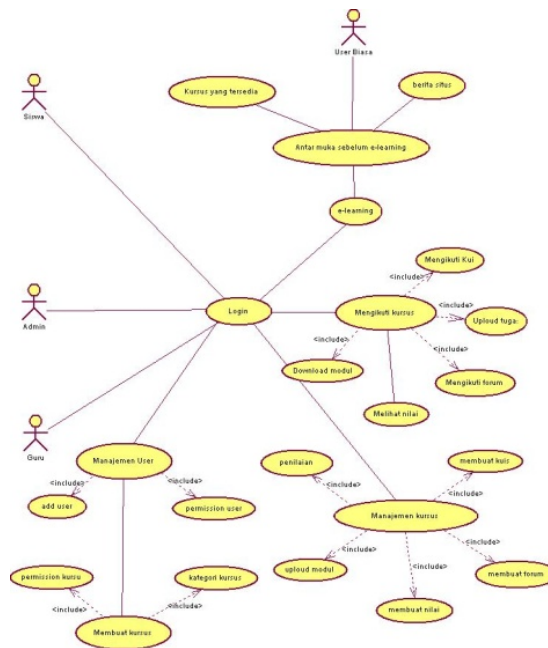 User Biasa
Siswa
Kursus yang tersedia
berita situs
Antar muka sebelum e-learning
e-learning
Mengikuti Kui
<include>
Admin
Login
Mengikuti kursus
<include>
Uploud tuga:
<include>
<include>
Download modul
Mengikuti forum
Melihat nilai
Guru
Manajemen User
penilaian
membuat kuis
<include>
<include>
<include>
<include>
add user
permission user
Manajemen kursus
<include>
<include>
<include>
permission kursu
kategori kursus
upload modul
membuat forum
<include>
<include>
membuat nilai
Membuat kursus